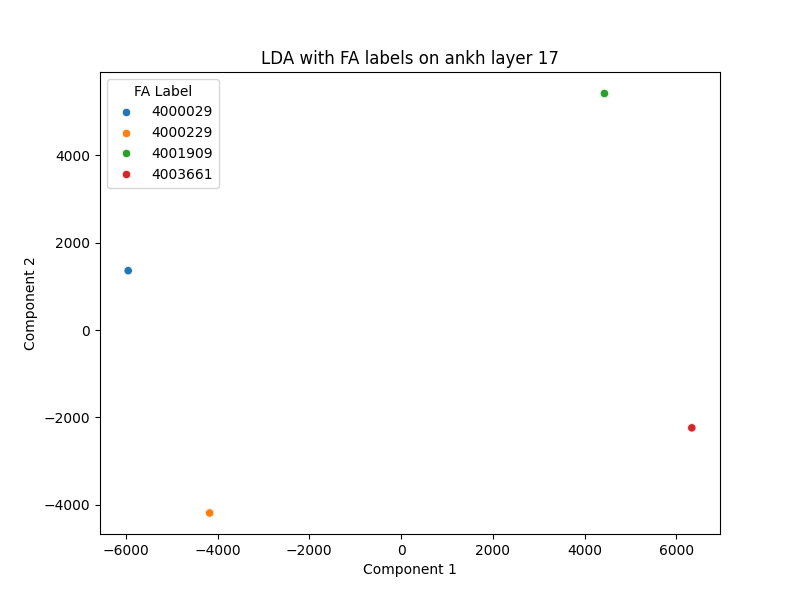 LDA with FA labels on ankh layer 17
FA Label
4000029
4000229
4001909
4003661
4000
2000
0
−2000
−4000
Component 2
−6000 −4000 −2000 0 2000 4000 6000
Component 1